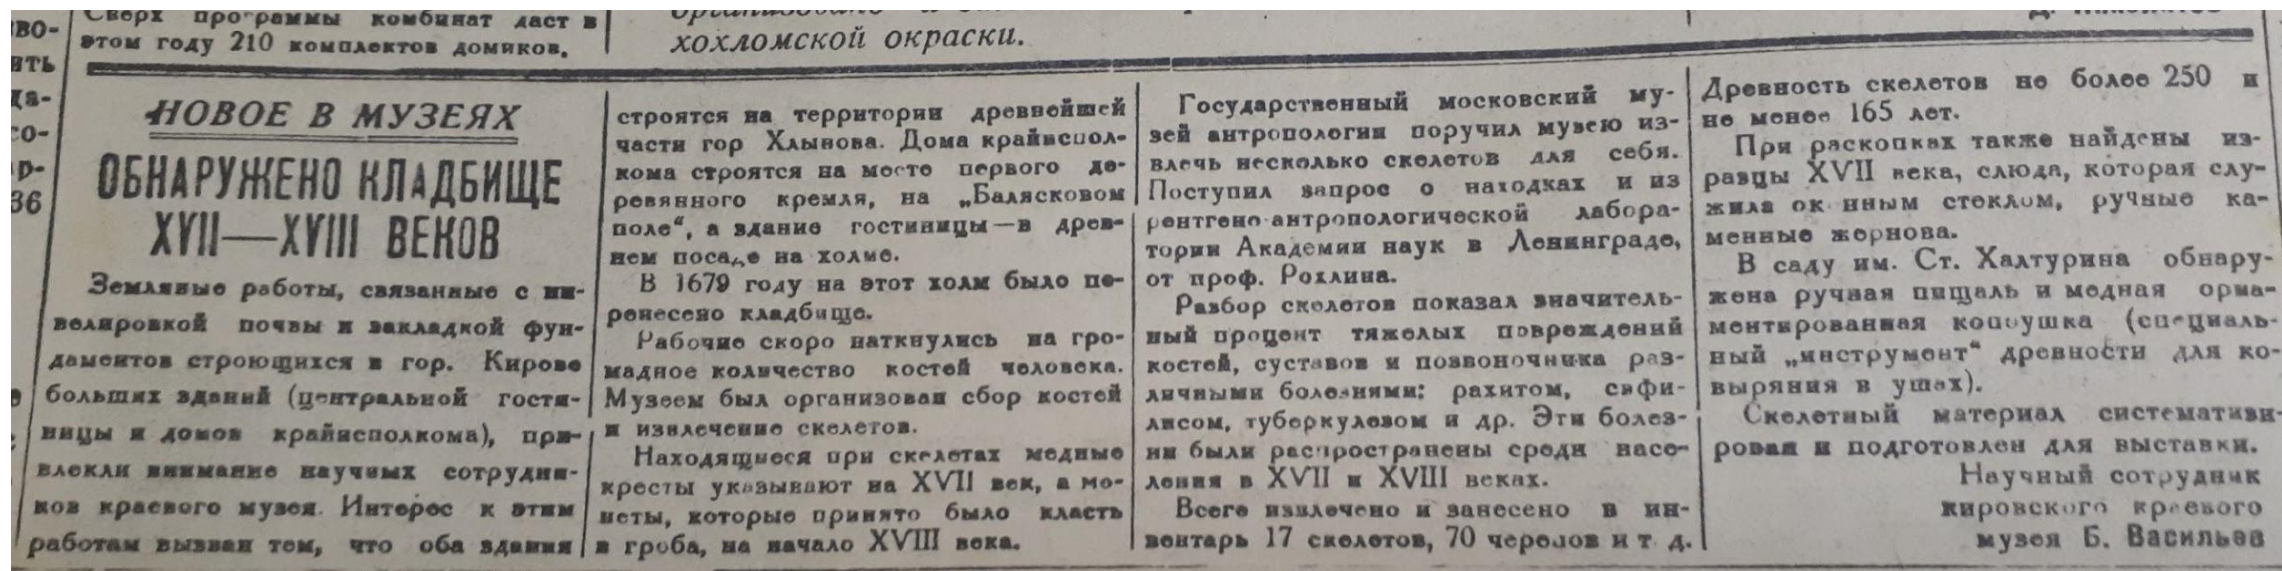 Сверх программы комбинат даст в
этом году 210 комплектов домиков.
хохломской окраски.
НОВОЕ В МУЗЕЯХ
ОБНАРУЖЕНО КЛАДБИЩЕ
XVII—XVIII ВЕКОВ
Земляные работы, связанные с ни-
велировкой почвы и закладкой фун-
даментов строющихся в гор. Кирове
больших зданий (центральной гости-
ницы и домов крайисполкома), при-
влекли внимание научных сотрудни-
ков краевого музея. Интерес к этим
работам вызван тем, что оба здания
строятся на территории древнейшей
части гор Хлынова. Дома крайиспол-
кома строятся на месте первого де-
ревянного кремля, на „Балясковом
поле“, а здание гостиницы—в древ-
нем посаде на холме.
В 1679 году на этот холм было пе-
ренесено кладбище.
Рабочие скоро наткнулись на гро-
мадное количество костей человека.
Музеем был организован сбор костей
и извлечение скелетов.
Находящиеся при скелетах медные
кресты указывают на XVII век, а мо-
неты, которые принято было класть
в гроба, на начало XVIII века.
Государственный московский му-
зей антропологии поручил музею из-
влечь несколько скелетов для себя.
Поступил запрос о находках и из
рентгено-антропологической лабора-
тории Академии наук в Ленинграде,
от проф. Рохлина.
Разбор скелетов показал значитель-
ный процент тяжелых повреждений
костей, суставов и позвоночника раз-
личными болезнями: рахитом, сифи-
лисом, туберкулезом и др. Эти болез-
ни были распространены среди насе-
ления в XVII и XVIII веках.
Всего извлечено и занесено в ин-
вентарь 17 скелетов, 70 черепов и т д.
Древность скелетов не более 250 и
не менее 165 лет.
При раскопках также найдены из-
разцы XVII века, слюда, которая слу-
жила ок нным стеклом, ручные ка-
менные жернова.
В саду им. Ст. Халтурина обнару-
жена ручная пищаль и медная орна-
ментированная копоушка (специаль-
ный „инструмент“ древности для ко-
выряния в ушах).
Скелетный материал системативи-
рован и подготовлен для выставки.
Научный сотрудник
кировского краевого
музея Б. Васильев